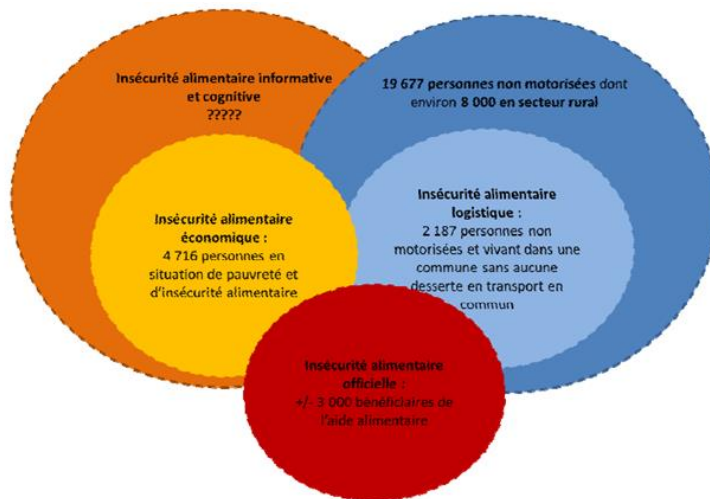 Insécurité alimentaire informative
et cognitive
?????
19 677 personnes non motorisées dont
environ 8 000 en secteur rural
Insécurité alimentaire
économique :
4 716 personnes en
situation de pauvreté et
d'insécurité alimentaire
Insécurité alimentaire
logistique :
2 187 personnes non
motorisées et vivant dans une
commune sans aucune
desserte en transport en
commun
Insécurité alimentaire
officielle :
+/- 3 000 bénéficiaires de
l'aide alimentaire